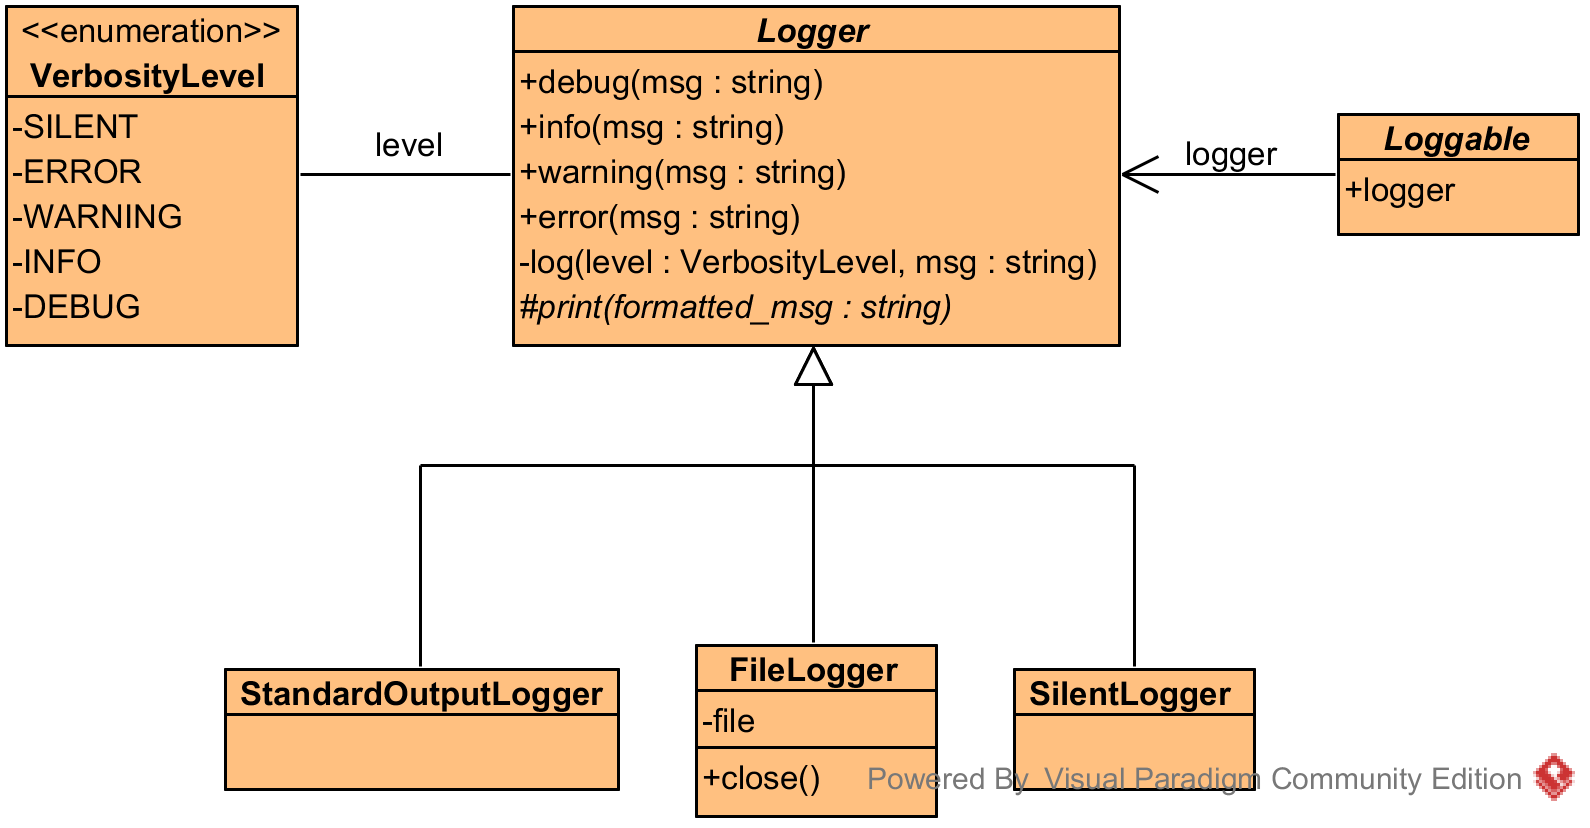 <<enumeration>>
VerbosityLevel
-SILENT
-ERROR
-WARNING
-INFO
-DEBUG
level
Logger
+debug(msg : string)
+info(msg : string)
+warning(msg : string)
+error(msg : string)
-log(level : VerbosityLevel, msg : string)
#print(formatted_msg : string)
logger
Loggable
+logger
StandardOutputLogger
FileLogger
-file
+close()
SilentLogger
Powered By Visual Paradigm Community Edition